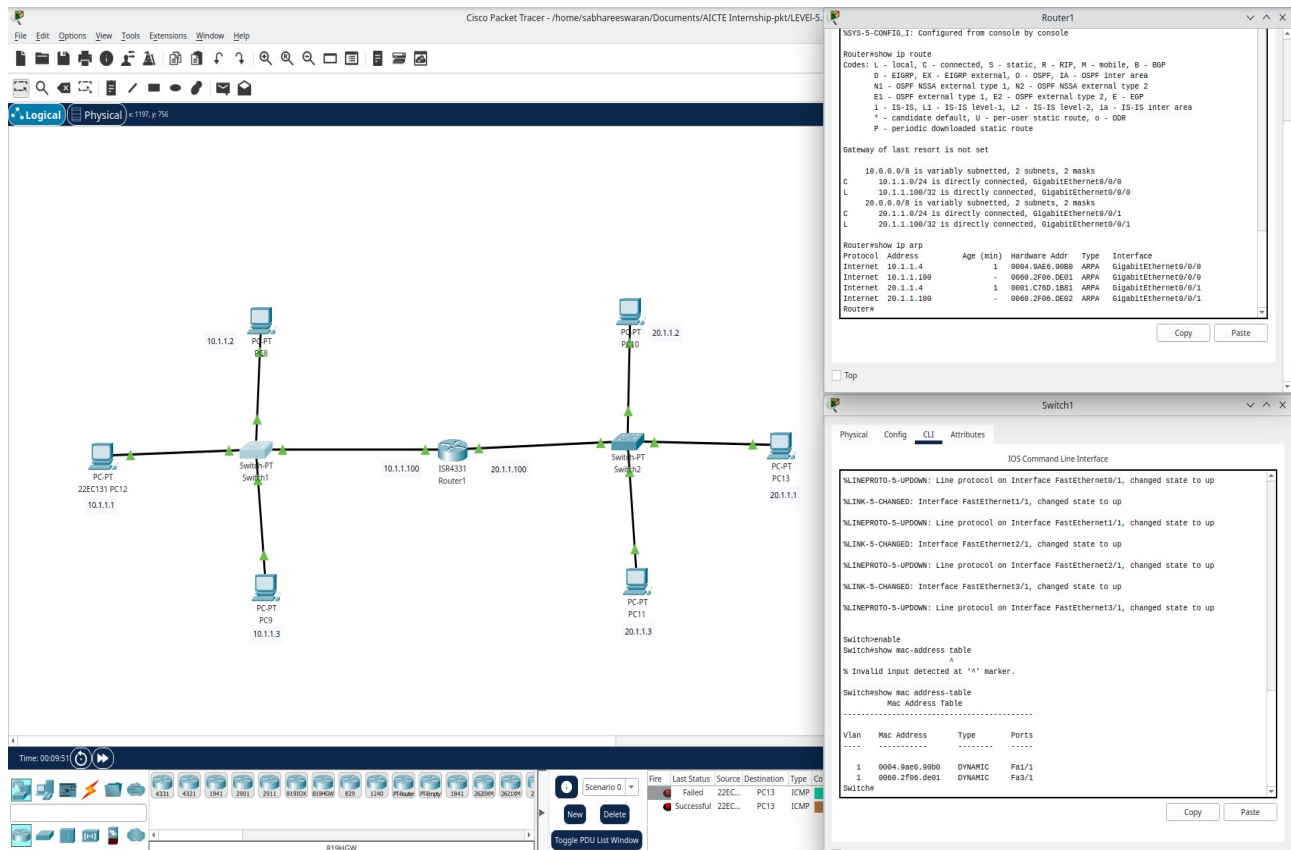 Cisco Packet Tracer - /home/sabhareeswaran/Documents/AICTE Internship-pkt/LEVEl-5.
File Edit Options View Tools Extensions Window Help
Logical Physical x: 1197, y: 756
10.1.1.2
PC-PT
PC8
PC-PT
22EC131 PC12
10.1.1.1
Switch-PT
Switch1
PC-PT
PC9
10.1.1.3
10.1.1.100
ISR4331
Router1
20.1.1.100
PC-PT
PC10
20.1.1.2
Switch-PT
Switch2
PC-PT
PC13
20.1.1.1
PC-PT
PC11
20.1.1.3
Time: 00:09:51
4331 4321 1941 2901 2911 819IOX 819HGW 829 1240 PT-Router PT-Empty 1841 2620XM 2621XM
819HGW
Scenario 0
New Delete
Toggle PDU List Window
Fire Last Status Source Destination Type Co
Failed 22EC... PC13 ICMP
Successful 22EC... PC13 ICMP
Router1
%SYS-5-CONFIG_I: Configured from console by console
Router#show ip route
Codes: L - local, C - connected, S - static, R - RIP, M - mobile, B - BGP
D - EIGRP, EX - EIGRP external, O - OSPF, IA - OSPF inter area
N1 - OSPF NSSA external type 1, N2 - OSPF NSSA external type 2
E1 - OSPF external type 1, E2 - OSPF external type 2, E - EGP
i - IS-IS, L1 - IS-IS level-1, L2 - IS-IS level-2, ia - IS-IS inter area
* - candidate default, U - per-user static route, o - ODR
P - periodic downloaded static route
Gateway of last resort is not set
10.0.0.0/8 is variably subnetted, 2 subnets, 2 masks
C 10.1.1.0/24 is directly connected, GigabitEthernet0/0/0
L 10.1.1.100/32 is directly connected, GigabitEthernet0/0/0
20.0.0.0/8 is variably subnetted, 2 subnets, 2 masks
C 20.1.1.0/24 is directly connected, GigabitEthernet0/0/1
L 20.1.1.100/32 is directly connected, GigabitEthernet0/0/1
Router#show ip arp
Protocol Address Age (min) Hardware Addr Type Interface
Internet 10.1.1.4 1 0004.9AE6.90B0 ARPA GigabitEthernet0/0/0
Internet 10.1.1.100 - 0060.2F06.DE01 ARPA GigabitEthernet0/0/0
Internet 20.1.1.4 1 0001.C76D.1B81 ARPA GigabitEthernet0/0/1
Internet 20.1.1.100 - 0060.2F06.DE02 ARPA GigabitEthernet0/0/1
Router#
Copy Paste
Top
Switch1
Physical Config CLI Attributes
IOS Command Line Interface
%LINEPROTO-5-UPDOWN: Line protocol on Interface FastEthernet0/1, changed state to up
%LINK-5-CHANGED: Interface FastEthernet1/1, changed state to up
%LINEPROTO-5-UPDOWN: Line protocol on Interface FastEthernet1/1, changed state to up
%LINK-5-CHANGED: Interface FastEthernet2/1, changed state to up
%LINEPROTO-5-UPDOWN: Line protocol on Interface FastEthernet2/1, changed state to up
%LINK-5-CHANGED: Interface FastEthernet3/1, changed state to up
%LINEPROTO-5-UPDOWN: Line protocol on Interface FastEthernet3/1, changed state to up
Switch>enable
Switch#show mac-address table
^
% Invalid input detected at '^' marker.
Switch#show mac address-table
Mac Address Table
-------------------------------------------
Vlan Mac Address Type Ports
---- ----------- -------- -----
1 0004.9ae6.90b0 DYNAMIC Fa1/1
1 0060.2f06.de01 DYNAMIC Fa3/1
Switch#
Copy Paste